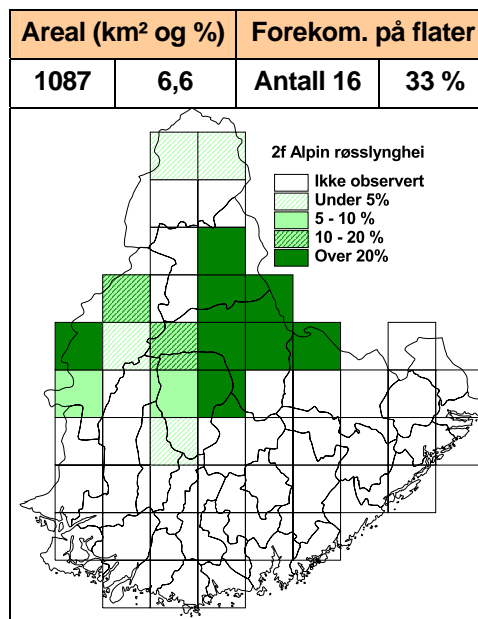 Areal (km² og %) Forekom. på flater
1087 6,6 Antall 16 33 %
2f Alpin røsslynghei
Ikke observert
Under 5%
5 - 10 %
10 - 20 %
Over 20%